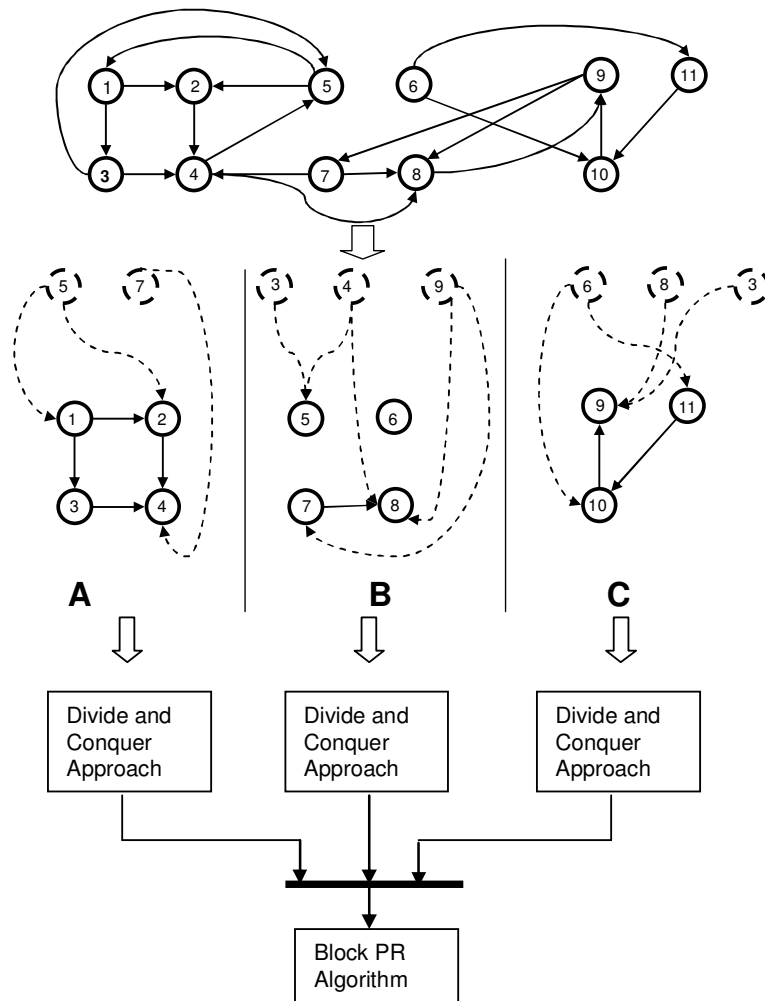 1 2 5 6 9 11
3 4 7 8 10
5 7 3 4 9 6 8 3
1 2 5 6 9 11
3 4 7 8 10
A B C
Divide and
Conquer
Approach
Divide and
Conquer
Approach
Divide and
Conquer
Approach
Block PR
Algorithm